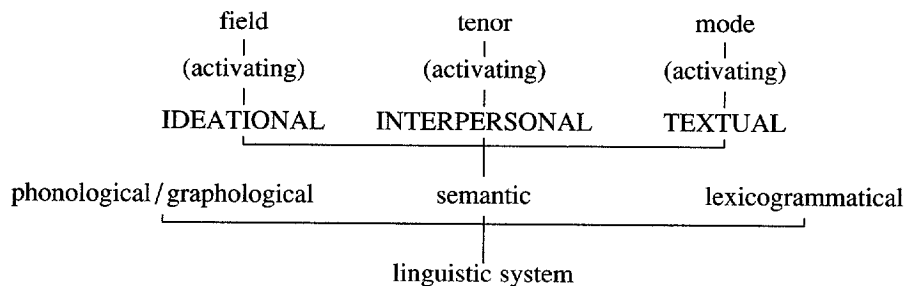 field tenor mode
(activating) (activating) (activating)
IDEATIONAL INTERPERSONAL TEXTUAL
phonological/graphological semantic lexicogrammatical
linguistic system